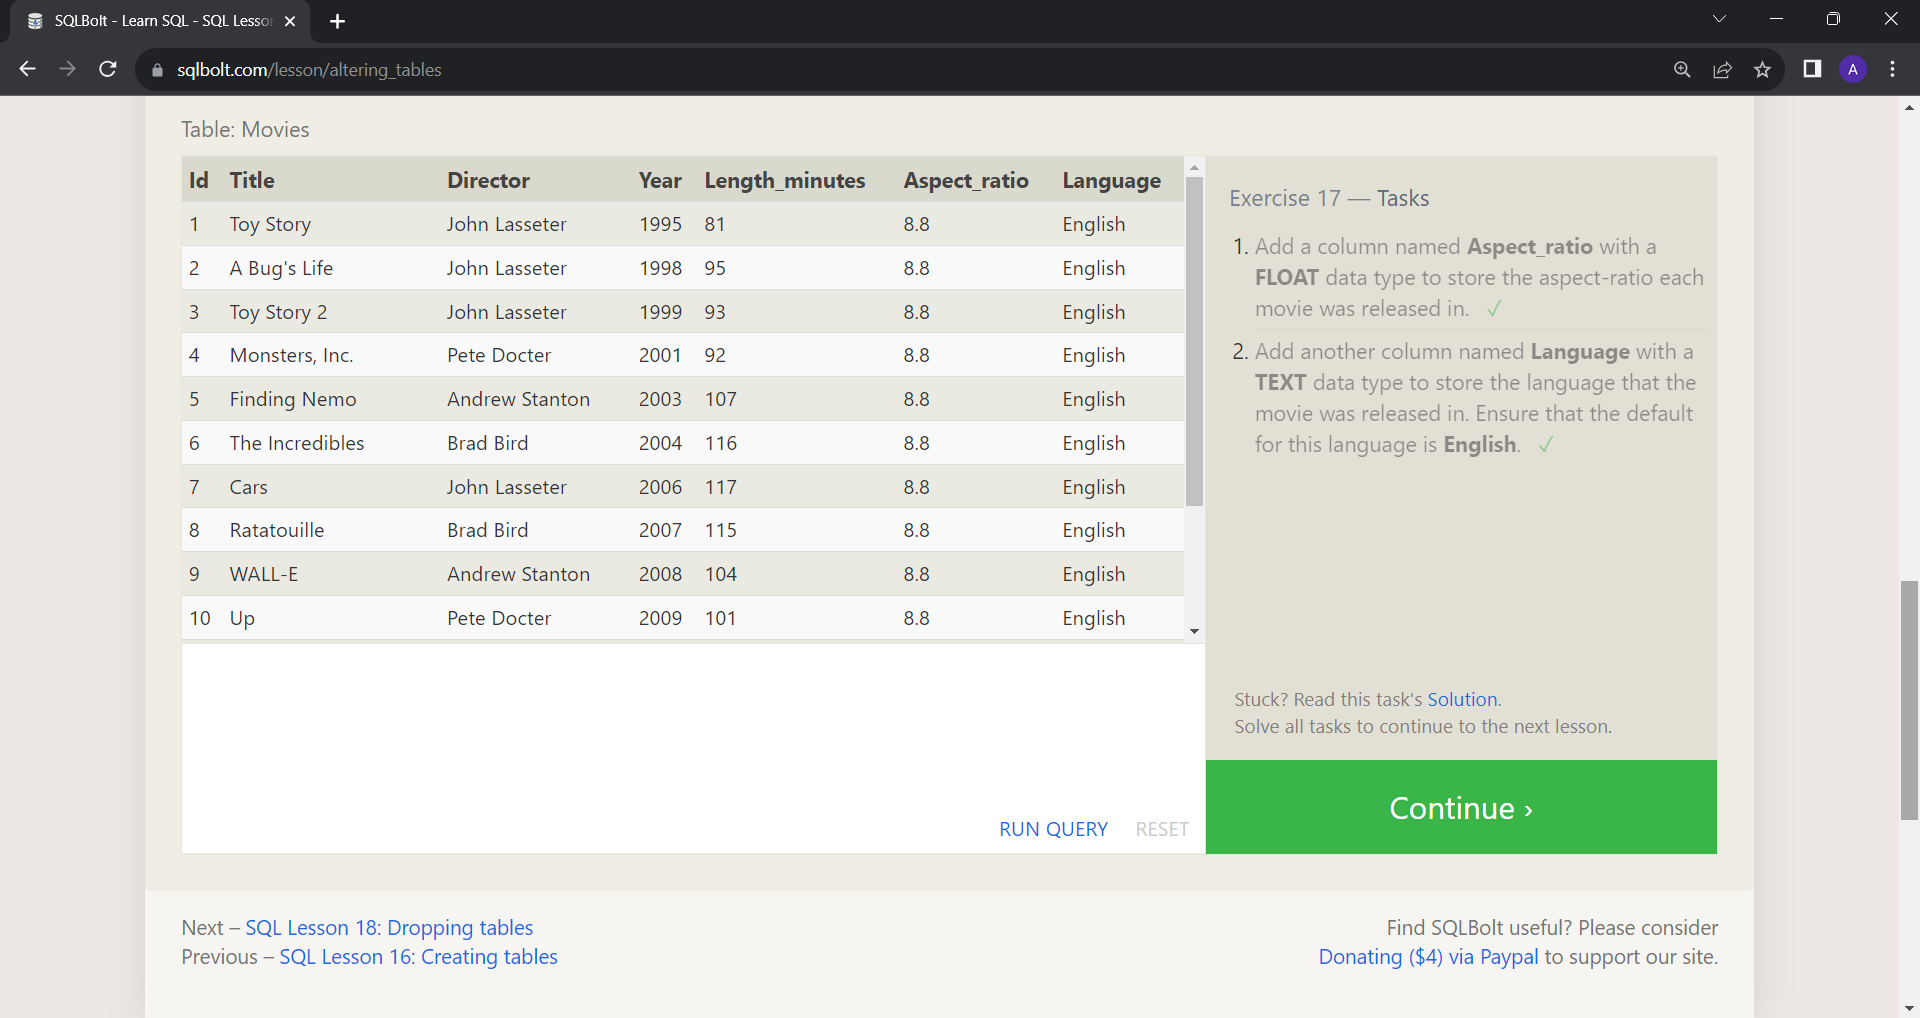 SQLBolt - Learn SQL - SQL Lesso
sqlbolt.com/lesson/altering_tables
A
Table: Movies
Id Title Director Year Length_minutes Aspect_ratio Language
1 Toy Story John Lasseter 1995 81 8.8 English
2 A Bug's Life John Lasseter 1998 95 8.8 English
3 Toy Story 2 John Lasseter 1999 93 8.8 English
4 Monsters, Inc. Pete Docter 2001 92 8.8 English
5 Finding Nemo Andrew Stanton 2003 107 8.8 English
6 The Incredibles Brad Bird 2004 116 8.8 English
7 Cars John Lasseter 2006 117 8.8 English
8 Ratatouille Brad Bird 2007 115 8.8 English
9 WALL-E Andrew Stanton 2008 104 8.8 English
10 Up Pete Docter 2009 101 8.8 English
RUN QUERY RESET
Exercise 17 — Tasks
1. Add a column named Aspect_ratio with a
FLOAT data type to store the aspect-ratio each
movie was released in. ✓
2. Add another column named Language with a
TEXT data type to store the language that the
movie was released in. Ensure that the default
for this language is English. ✓
Stuck? Read this task's Solution.
Solve all tasks to continue to the next lesson.
Continue ›
Next – SQL Lesson 18: Dropping tables
Previous – SQL Lesson 16: Creating tables
Find SQLBolt useful? Please consider
Donating ($4) via Paypal to support our site.